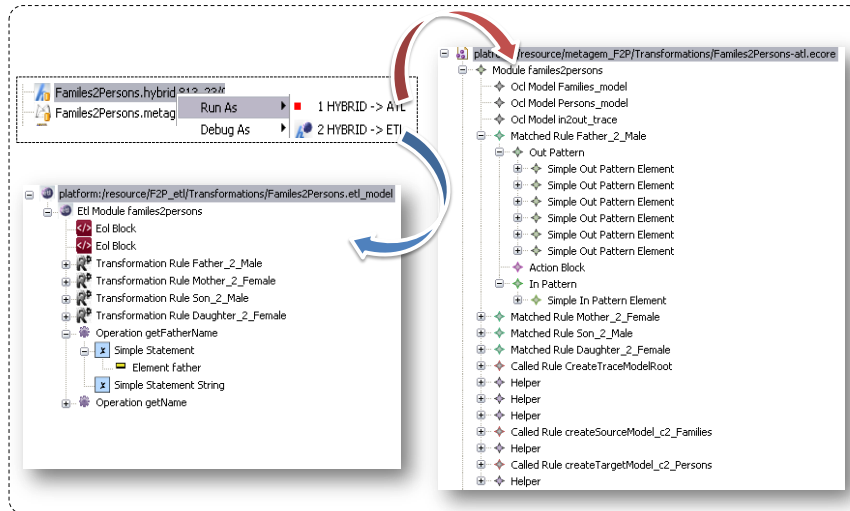 Familes2Persons.hybrid
Familes2Persons.metag
Run As
Debug As
1 HYBRID -> ATL
2 HYBRID -> ETL
platform:/resource/F2P_etl/Transformations/Familes2Persons.etl_model
Etl Module familes2persons
Eol Block
Eol Block
Transformation Rule Father_2_Male
Transformation Rule Mother_2_Female
Transformation Rule Son_2_Male
Transformation Rule Daughter_2_Female
Operation getFatherName
Simple Statement
Element father
Simple Statement String
Operation getName
/resource/metagem_F2P/Transformations/Familes2Persons-atl.ecore
Module familes2persons
Ocl Model Families_model
Ocl Model Persons_model
Ocl Model in2out_trace
Matched Rule Father_2_Male
Out Pattern
Simple Out Pattern Element
Simple Out Pattern Element
Simple Out Pattern Element
Simple Out Pattern Element
Simple Out Pattern Element
Simple Out Pattern Element
Action Block
In Pattern
Simple In Pattern Element
Matched Rule Mother_2_Female
Matched Rule Son_2_Male
Matched Rule Daughter_2_Female
Called Rule CreateTraceModelRoot
Helper
Helper
Helper
Called Rule createSourceModel_c2_Families
Helper
Called Rule createTargetModel_c2_Persons
Helper